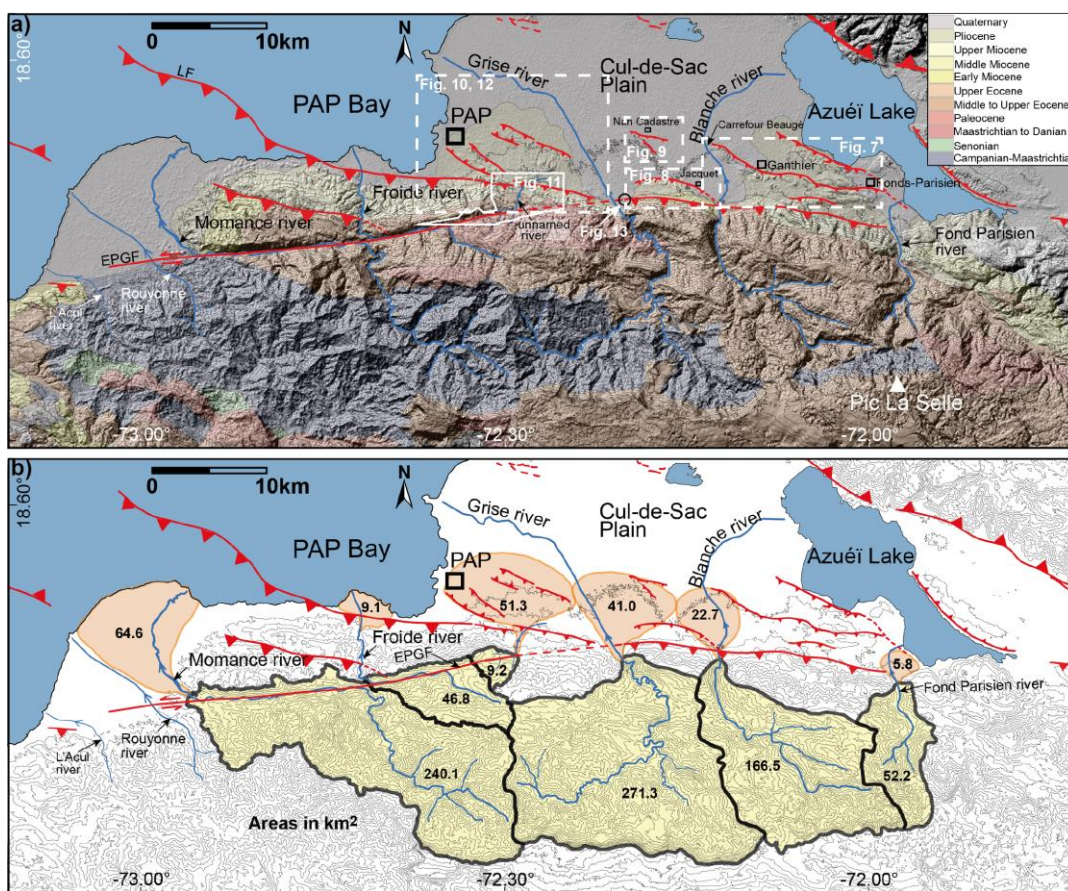 a)
0 10km
N
18.60°
LF
PAP Bay
Grise river
Cul-de-Sac
Plain
Blanche river
Azuéï Lake
Fig. 10, 12
PAP
Nan Cadastre
Fig. 9
Carrefour Beaugé
Fig. 7
Ganthier
Fig. 8
Jacquet
Fonds-Parisien
Froide river
Fig. 11
unnamed
river
Fig. 13
Momance river
EPGF
Fond Parisien
river
Rouyonne
river
L'Acul
river
Pic La Selle
-73.00°
-72.30°
-72.00°
Quaternary
Pliocene
Upper Miocene
Middle Miocene
Early Miocene
Upper Eocene
Middle to Upper Eocene
Paleocene
Maastrichtian to Danian
Senonian
Campanian-Maastrichtia
b)
0 10km
N
18.60°
PAP Bay
Grise river
Cul-de-Sac
Plain
Blanche river
Azuéï Lake
PAP
64.6
9.1
51.3
41.0
22.7
5.8
Froide river
EPGF
Momance river
9.2
46.8
Fond Parisien river
Rouyonne
river
L'Acul
river
240.1
271.3
166.5
52.2
Areas in km²
-73.00°
-72.30°
-72.00°